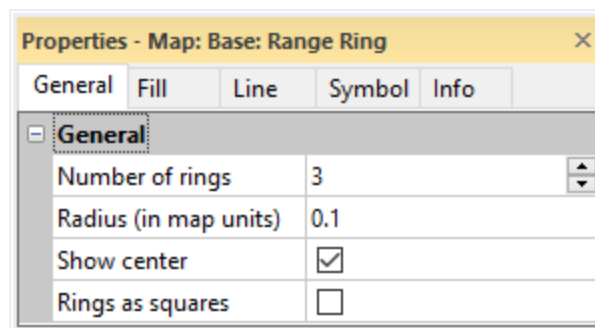 Properties - Map: Base: Range Ring
General Fill Line Symbol Info
General
Number of rings 3
Radius (in map units) 0.1
Show center
Rings as squares